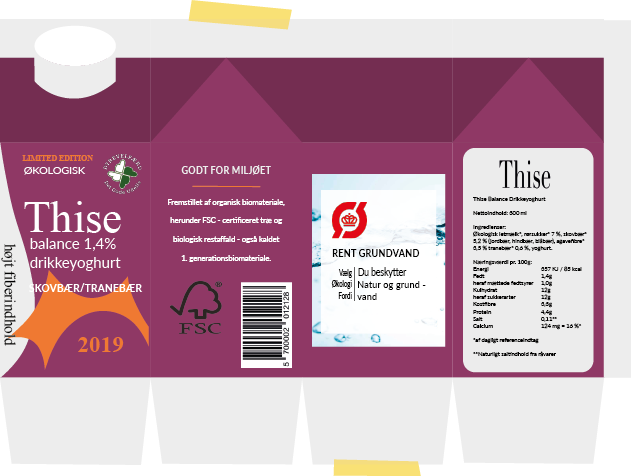 LIMITED EDITION
ØKOLOGISK
DYREVELFÆRD
Thise
balance 1,4%
drikkeyoghurt
SKOVBÆR/TRANEBÆR
højt fiberindhold
2019
GODT FOR MILJØET
Fremstillet af organisk biomateriale,
herunder FSC - certificeret træ og
biologisk restaffald - også kaldet
1. generationsbiomateriale.
FSC
5 700002 012128
Ø
RENT GRUNDVAND
Vælg
Økologi
Fordi
Du beskytter
Natur og grund -
vand
Thise
Thise Balance Drikkeyoghurt
Nettoindhold: 500 ml
Ingredienser:
Økologisk letmælk*, rørsukker* 7 %, skovbær*
5,2 % (jordbær, hindbær, blåbær), agavefibre*
5,5 % tranebær* 0,6 %, yoghurt.
Næringsværdi pr. 100g:
Energi 357 KJ / 85 kcal
Fedt 1,4g
heraf mættede fedtsyrer 1,0g
Kulhydrat 12g
heraf sukkerarter 12g
Kostfibre 5,5g
Protein 4,4g
Salt 0,11**
Calcium 124 mg = 16 %*
*af dagligt referenceindtag
**Naturligt saltindhold fra råvarer